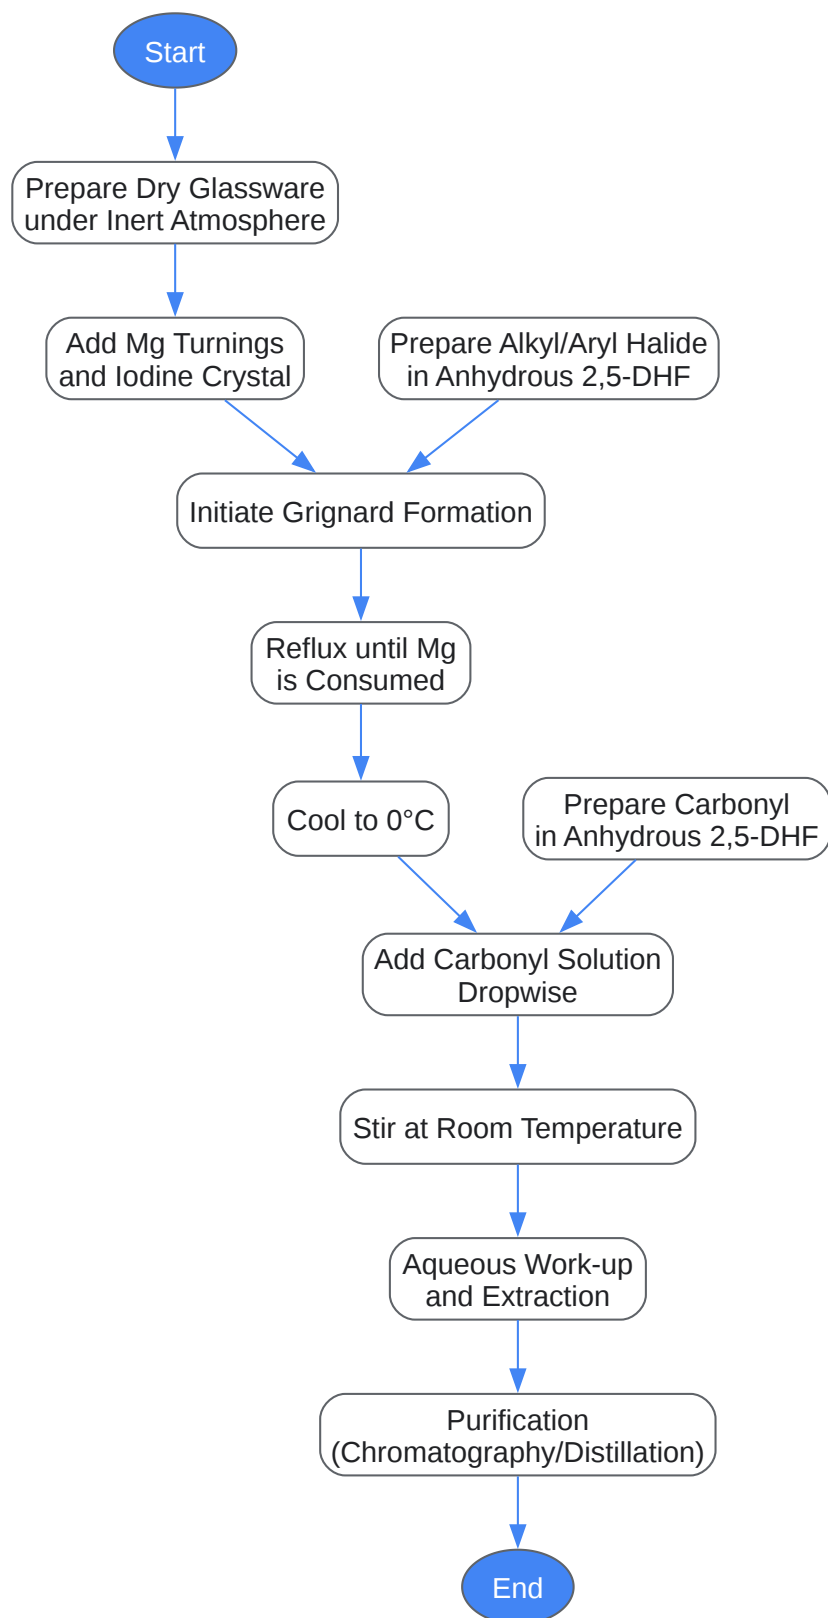 Start
Prepare Dry Glassware
under Inert Atmosphere
Add Mg Turnings
and Iodine Crystal
Prepare Alkyl/Aryl Halide
in Anhydrous 2,5-DHF
Initiate Grignard Formation
Reflux until Mg
is Consumed
Cool to 0°C
Prepare Carbonyl
in Anhydrous 2,5-DHF
Add Carbonyl Solution
Dropwise
Stir at Room Temperature
Aqueous Work-up
and Extraction
Purification
(Chromatography/Distillation)
End